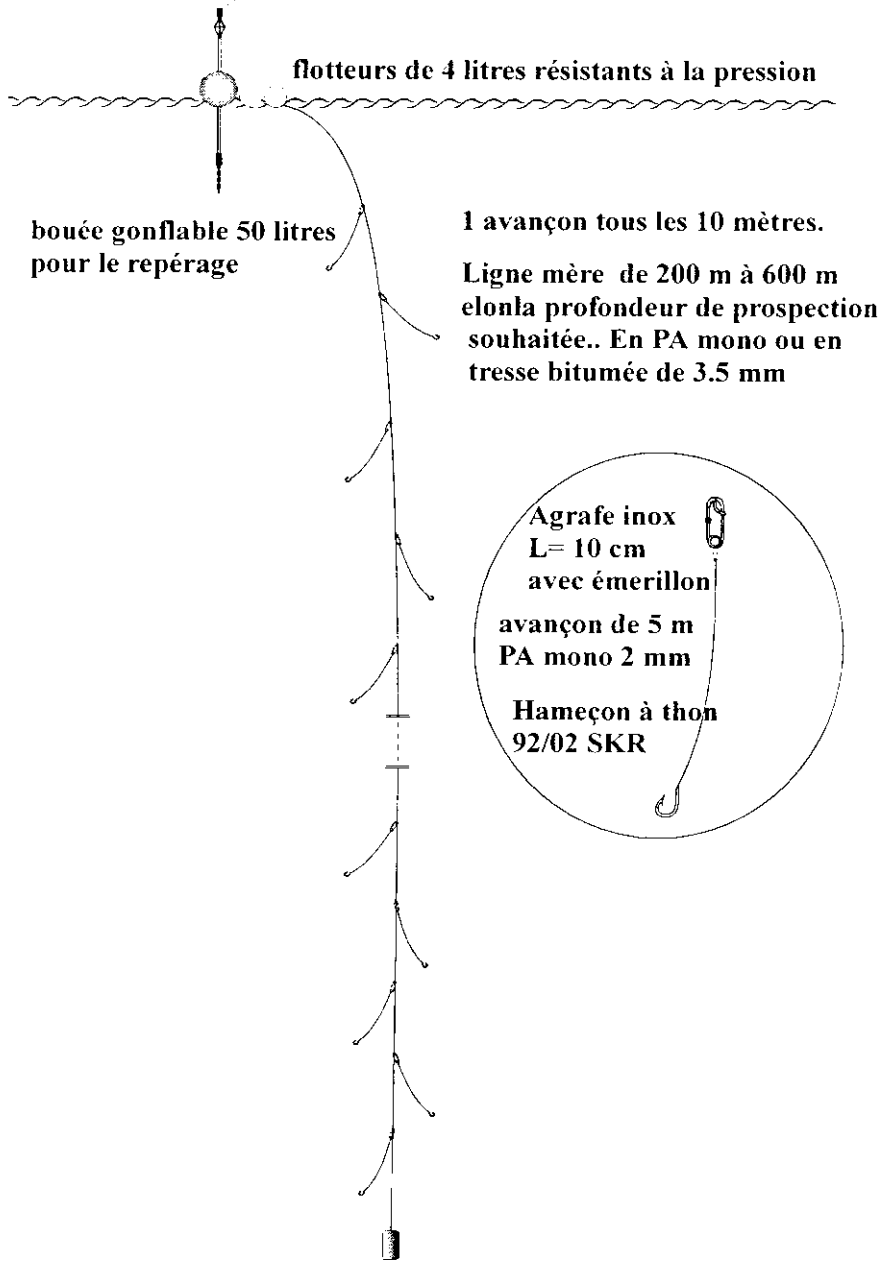 flotteurs de 4 litres résistants à la pression
bouée gonflable 50 litres
pour le repérage
1 avançon tous les 10 mètres.
Ligne mère de 200 m à 600 m
elonla profondeur de prospection
souhaitée.. En PA mono ou en
tresse bitumée de 3.5 mm
Agrafe inox
L= 10 cm
avec émerillon
avançon de 5 m
PA mono 2 mm
Hameçon à thon
92/02 SKR